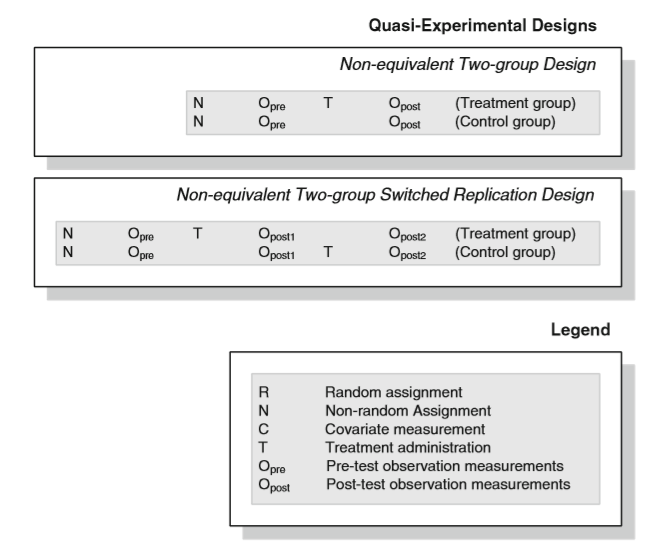 Quasi-Experimental Designs
Non-equivalent Two-group Design
N Opre T Opost (Treatment group)
N Opre Opost (Control group)
Non-equivalent Two-group Switched Replication Design
N Opre T Opost1 Opost2 (Treatment group)
N Opre Opost1 T Opost2 (Control group)
Legend
R Random assignment
N Non-random Assignment
C Covariate measurement
T Treatment administration
Opre Pre-test observation measurements
Opost Post-test observation measurements